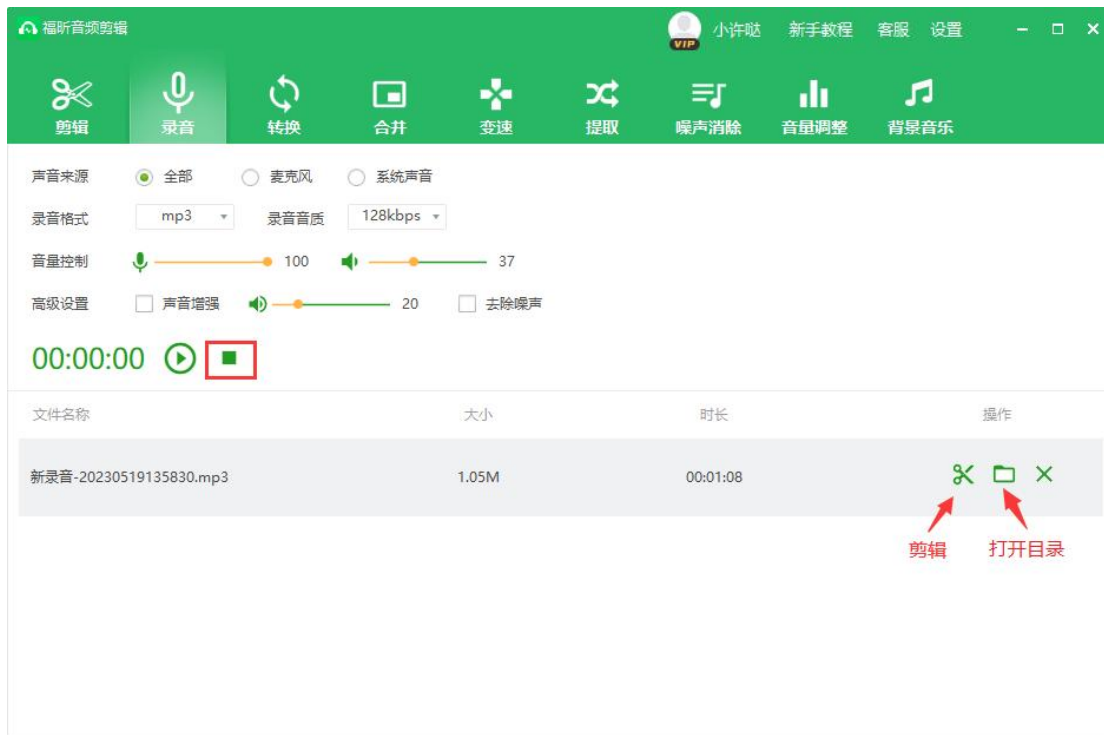 福昕音频剪辑 VIP 小许哒 新手教程 客服 设置
剪辑 录音 转换 合并 变速 提取 噪声消除 音量调整 背景音乐
声音来源 全部 麦克风 系统声音
录音格式 mp3 录音音质 128kbps
音量控制 100 37
高级设置 声音增强 20 去除噪声
00:00:00
文件名称 大小 时长 操作
新录音-20230519135830.mp3 1.05M 00:01:08
剪辑 打开目录